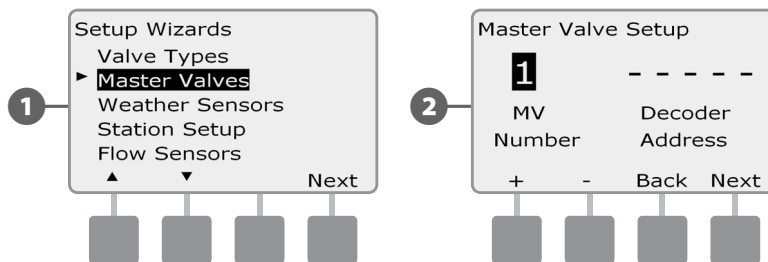 1
Setup Wizards
Valve Types
► Master Valves
Weather Sensors
Station Setup
Flow Sensors
▲ ▼ Next
2
Master Valve Setup
1 - - - - -
MV Decoder
Number Address
+ - Back Next